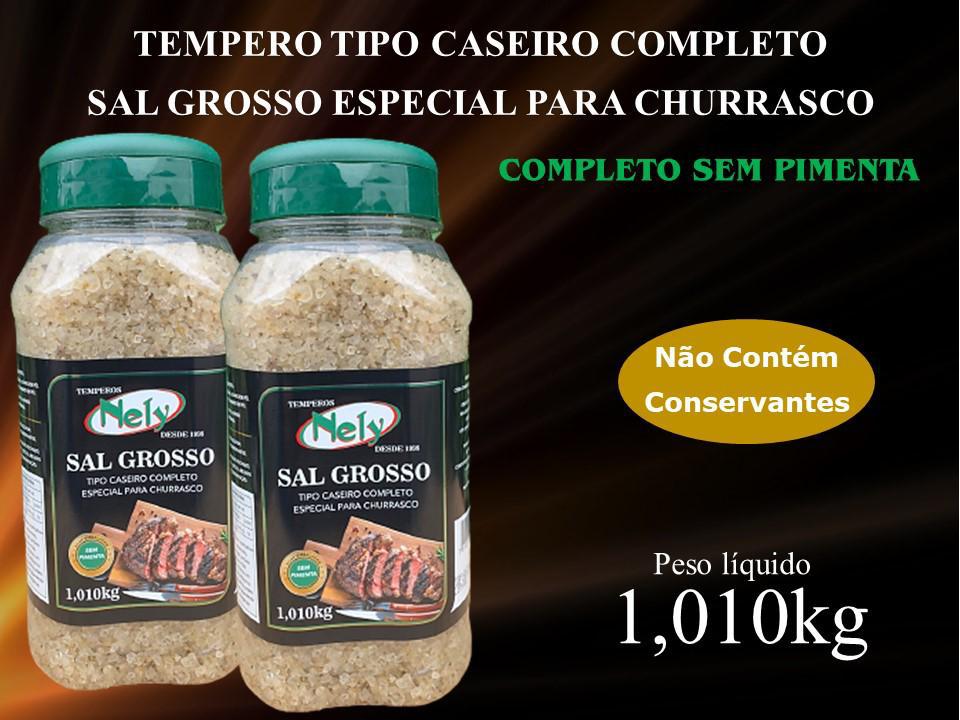 TEMPERO TIPO CASEIRO COMPLETO
SAL GROSSO ESPECIAL PARA CHURRASCO
COMPLETO SEM PIMENTA
Não Contém
Conservantes
Peso líquido
1,010kg
TEMPEROS
Nely
DESDE 1998
SAL GROSSO
TIPO CASEIRO COMPLETO
ESPECIAL PARA CHURRASCO
SEM
PIMENTA
1,010kg
TEMPEROS
Nely
DESDE 1998
SAL GROSSO
TIPO CASEIRO COMPLETO
ESPECIAL PARA CHURRASCO
SEM
PIMENTA
1,010kg